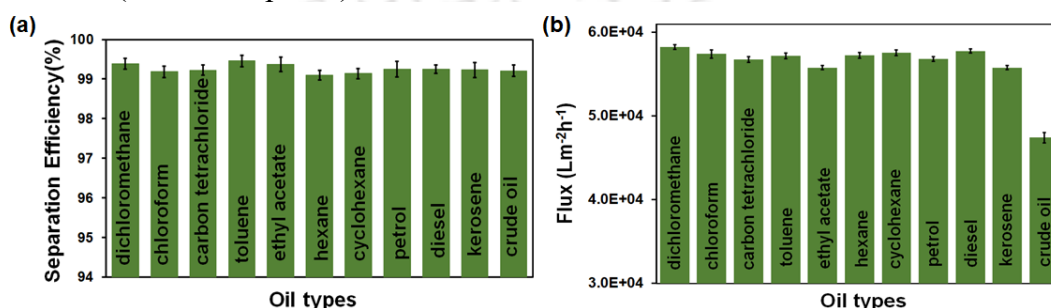 (a)
Separation Efficiency(%)
100
99
98
97
96
95
94
dichloromethane
chloroform
carbon tetrachloride
toluene
ethyl acetate
hexane
cyclohexane
petrol
diesel
kerosene
crude oil
Oil types
(b)
Flux (Lm-2h-1)
6.0E+04
5.0E+04
4.0E+04
3.0E+04
dichloromethane
chloroform
carbon tetrachloride
toluene
ethyl acetate
hexane
cyclohexane
petrol
diesel
kerosene
crude oil
Oil types